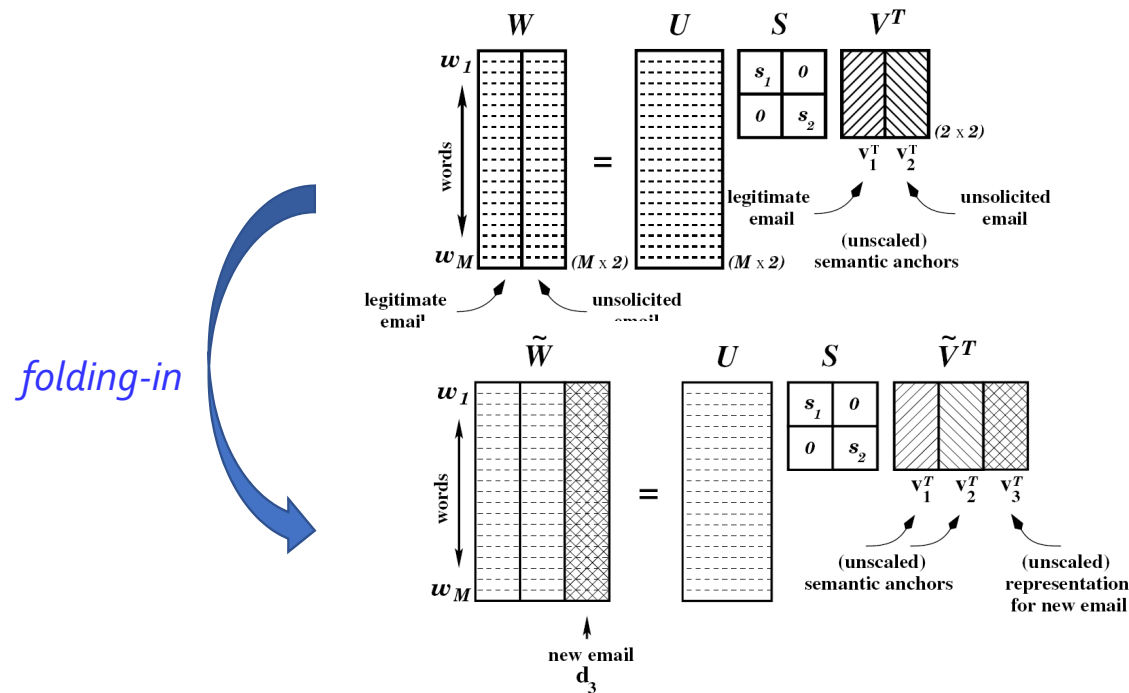 W U S V^T
w_1
s_1 0
0 s_2
words
=
(2 x 2)
v_1^T v_2^T
legitimate email
unsolicited email
(unscaled)
semantic anchors
w_M
(M x 2)
(M x 2)
legitimate
email
unsolicited
email
folding-in
W̃ U S Ṽ^T
w_1
s_1 0
0 s_2
words
=
v_1^T v_2^T v_3^T
(unscaled)
semantic anchors
(unscaled)
representation
for new email
w_M
new email
d_3